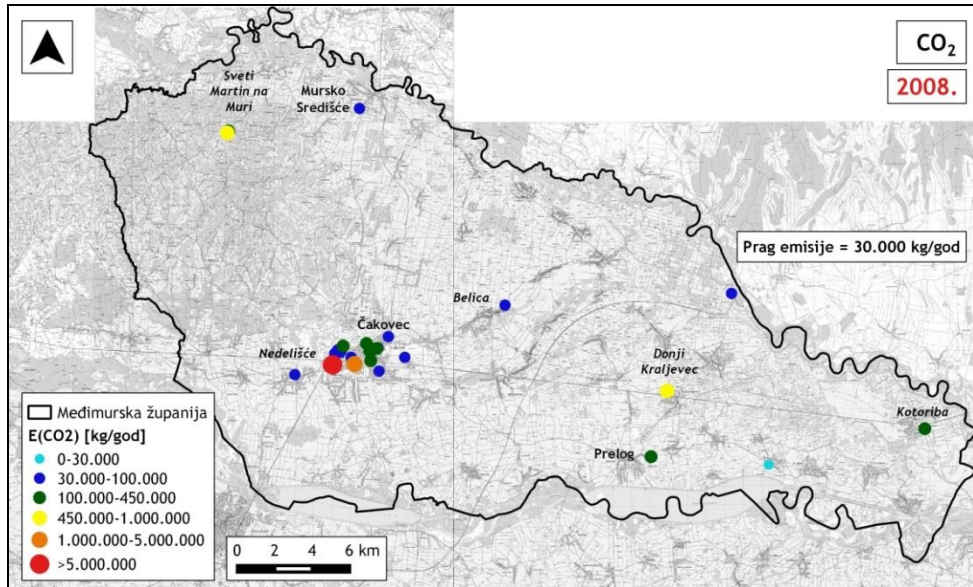 CO₂
2008.
Sveti
Martin na
Muri
Mursko
Središće
Prag emisije = 30.000 kg/god
Belica
Čakovec
Nedelišće
Donji
Kraljevec
Kotoriba
Prelog
Međimurska županija
E(CO2) [kg/god]
0-30.000
30.000-100.000
100.000-450.000
450.000-1.000.000
1.000.000-5.000.000
>5.000.000
0 2 4 6 km